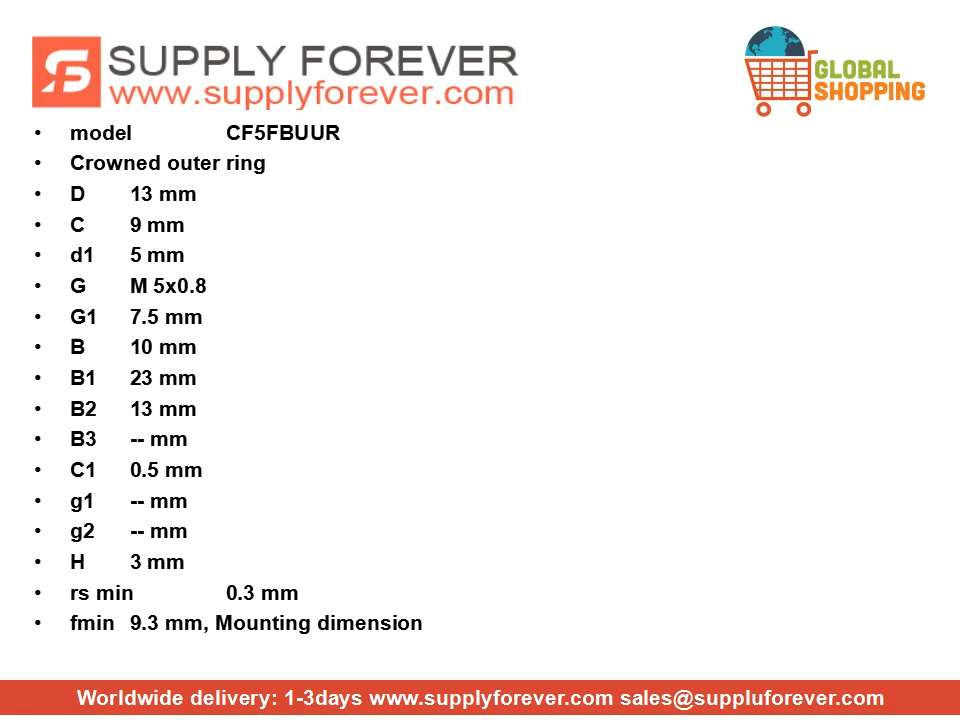 SUPPLY FOREVER
www.supplyforever.com
GLOBAL
SHOPPING
• model CF5FBUUR
• Crowned outer ring
• D 13 mm
• C 9 mm
• d1 5 mm
• G M 5x0.8
• G1 7.5 mm
• B 10 mm
• B1 23 mm
• B2 13 mm
• B3 -- mm
• C1 0.5 mm
• g1 -- mm
• g2 -- mm
• H 3 mm
• rs min 0.3 mm
• fmin 9.3 mm, Mounting dimension
Worldwide delivery: 1-3days www.supplyforever.com sales@suppluforever.com